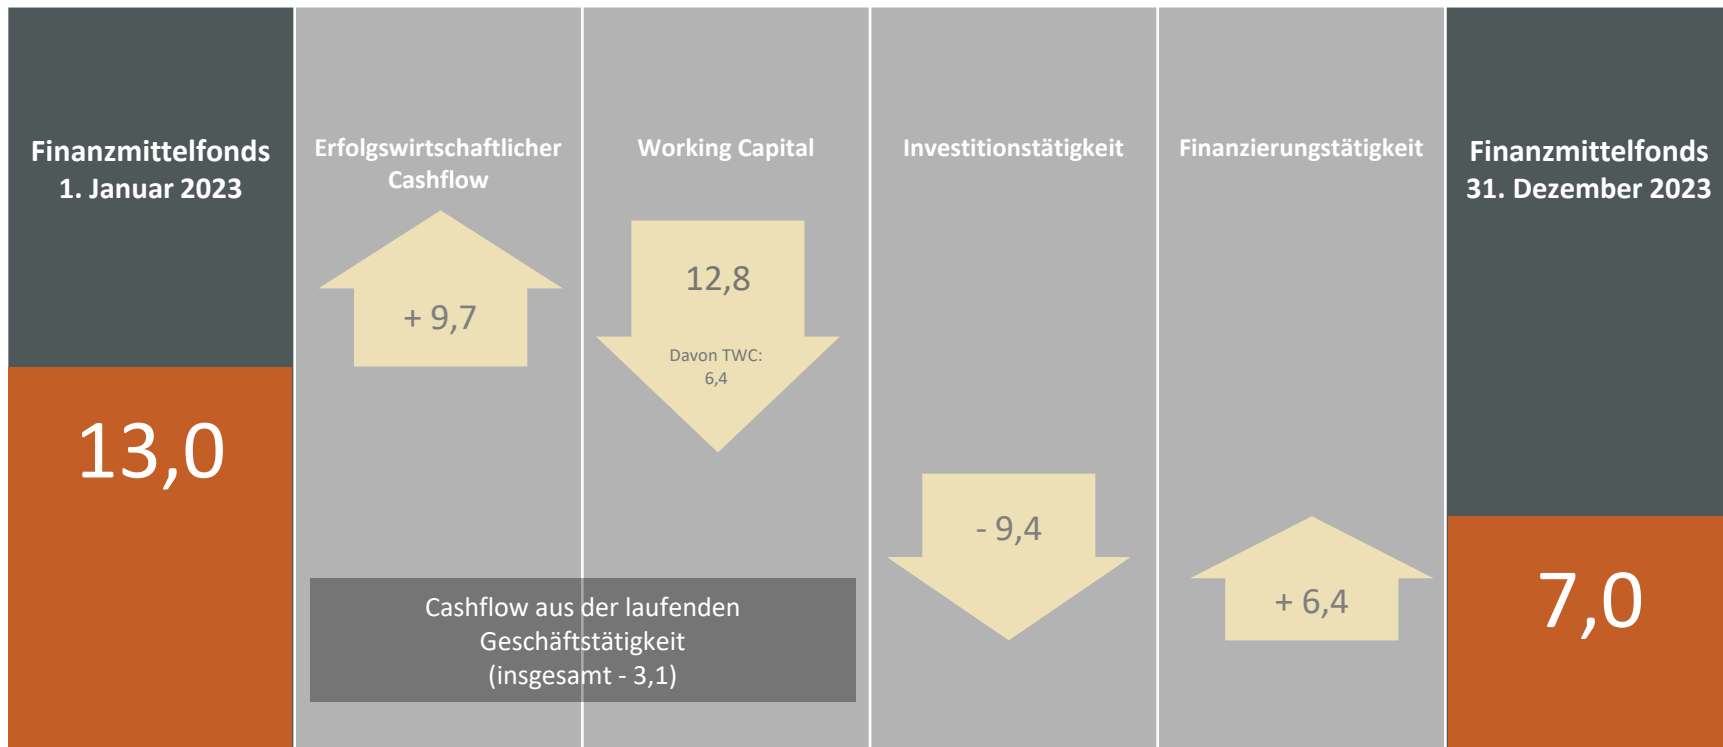 Finanzmittelfonds
1. Januar 2023
13,0
Erfolgswirtschaftlicher
Cashflow
+ 9,7
Working Capital
12,8
Davon TWC:
6,4
Cashflow aus der laufenden
Geschäftstätigkeit
(insgesamt - 3,1)
Investitionstätigkeit
- 9,4
Finanzierungstätigkeit
+ 6,4
Finanzmittelfonds
31. Dezember 2023
7,0